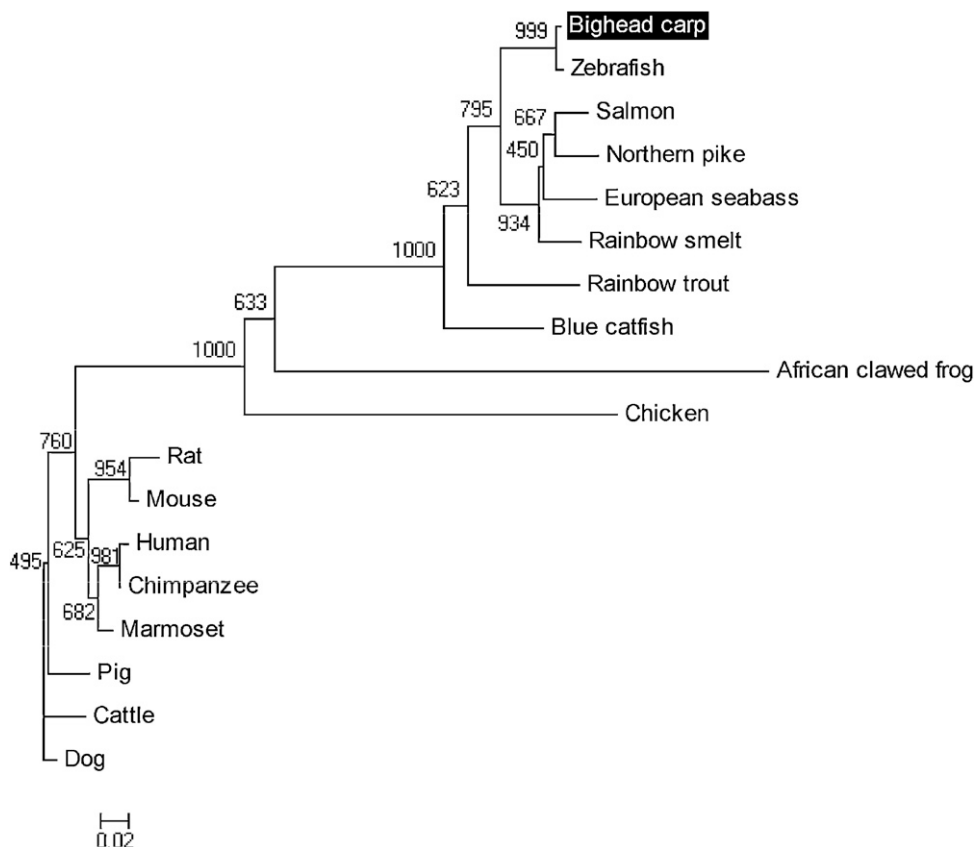 999 Bighead carp
Zebrafish
795
667 Salmon
450 Northern pike
623 European seabass
934 Rainbow smelt
1000
Rainbow trout
633 Blue catfish
1000
African clawed frog
Chicken
760
954 Rat
Mouse
625 981 Human
495
Chimpanzee
682 Marmoset
Pig
Cattle
Dog
0.02